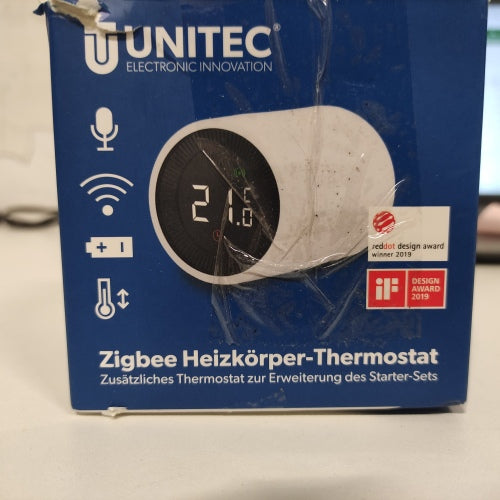 UNITEC®
ELECTRONIC INNOVATION
21.0
reddot design award
winner 2019
iF
DESIGN
AWARD
2019
Zigbee Heizkörper-Thermostat
Zusätzliches Thermostat zur Erweiterung des Starter-Sets